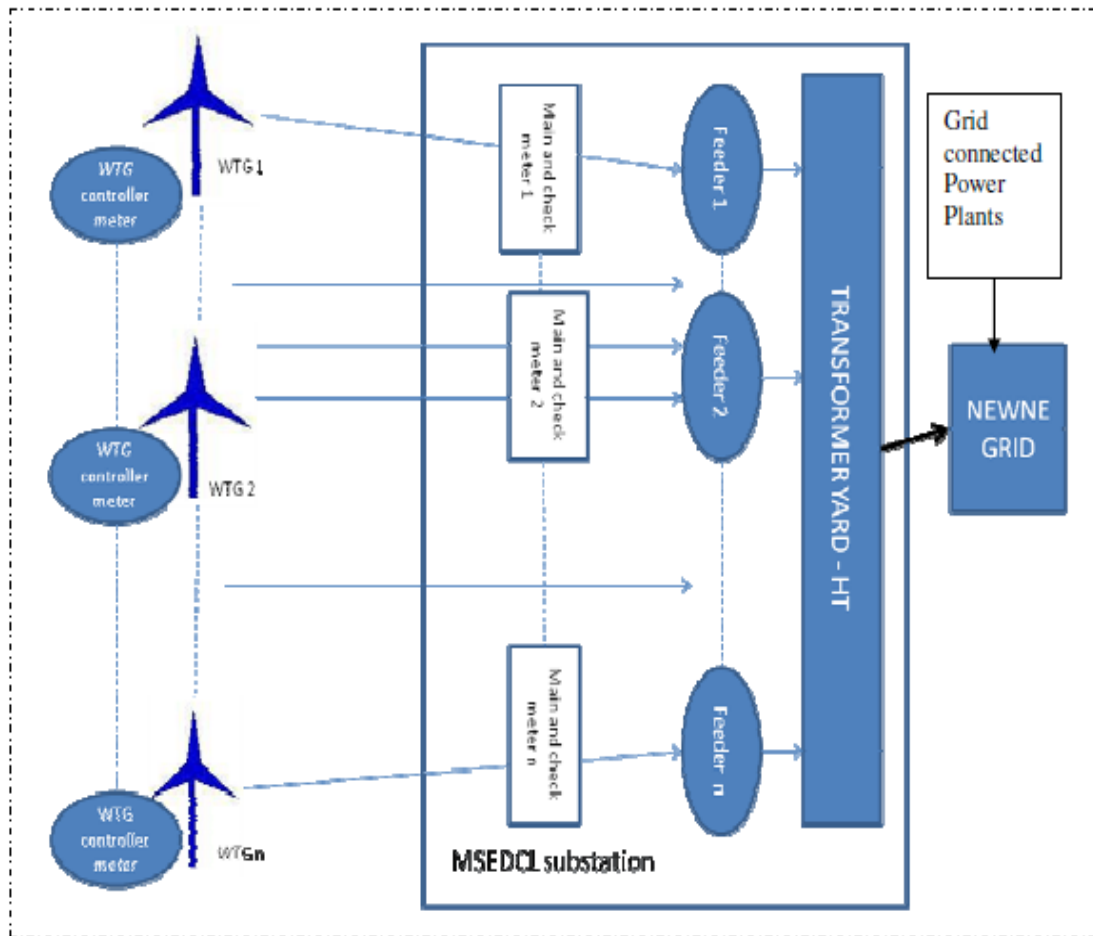 WTG
controller
meter
WTG 1
Main and check
meter 1
Feeder 1
Grid
connected
Power
Plants
WTG
controller
meter
WTG 2
Main and check
meter 2
Feeder 2
TRANSFORMER YARD - HT
NEWNE
GRID
WTG
controller
meter
WTGn
Main and check
meter n
Feeder n
MSEDCL substation